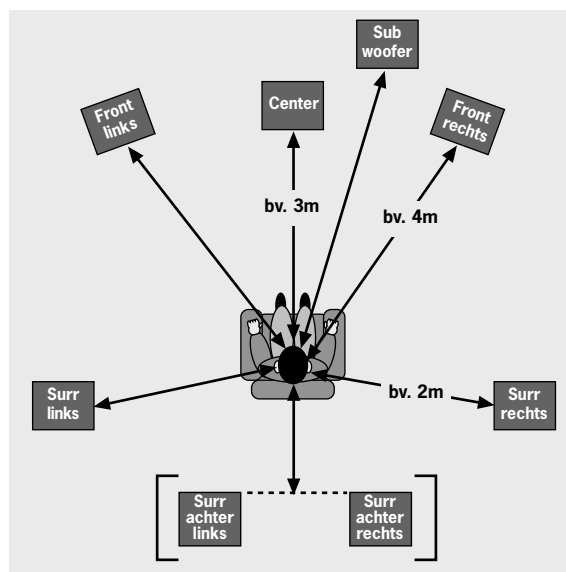 Sub
woofer
Front
links
Center
Front
rechts
bv. 3m
bv. 4m
Surr
links
bv. 2m
Surr
rechts
Surr
achter
links
Surr
achter
rechts